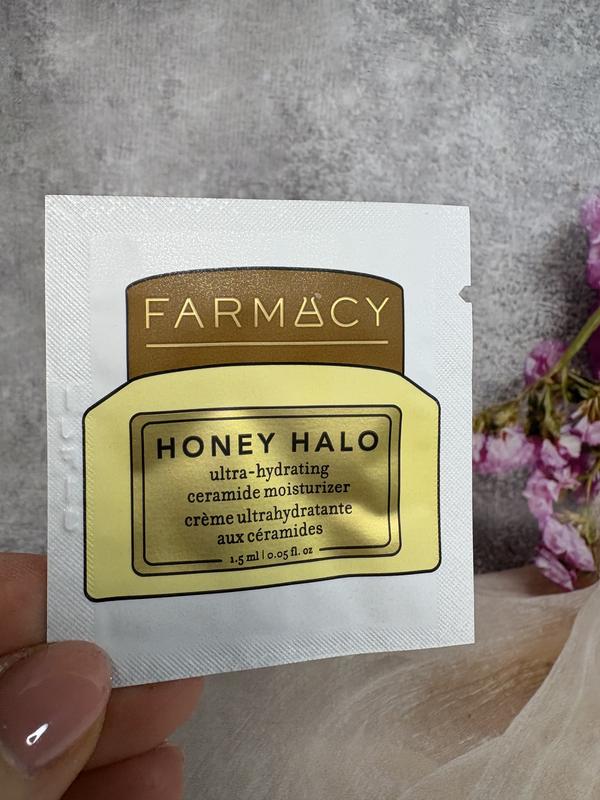 FARMACY
HONEY HALO
ultra-hydrating
ceramide moisturizer
crème ultrahydratante
aux céramides
1.5 ml | 0.05 fl. oz